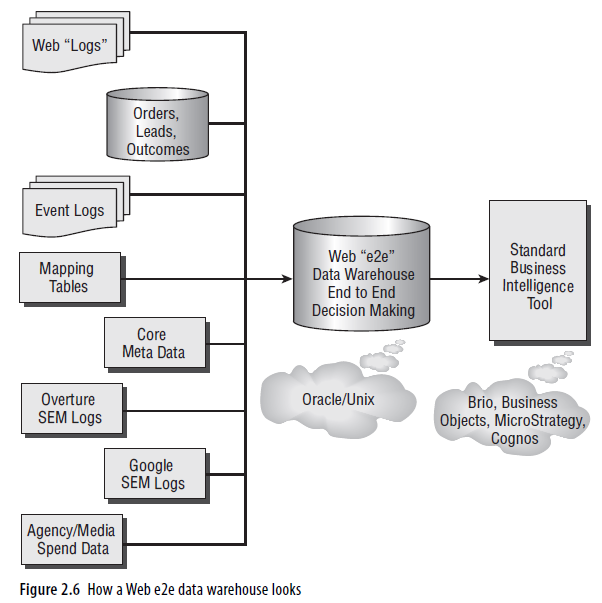 Web “Logs”
Orders,
Leads,
Outcomes
Event Logs
Mapping
Tables
Core
Meta Data
Overture
SEM Logs
Google
SEM Logs
Agency/Media
Spend Data
Web “e2e”
Data Warehouse
End to End
Decision Making
Oracle/Unix
Standard
Business
Intelligence
Tool
Brio, Business
Objects, MicroStrategy,
Cognos
Figure 2.6 How a Web e2e data warehouse looks